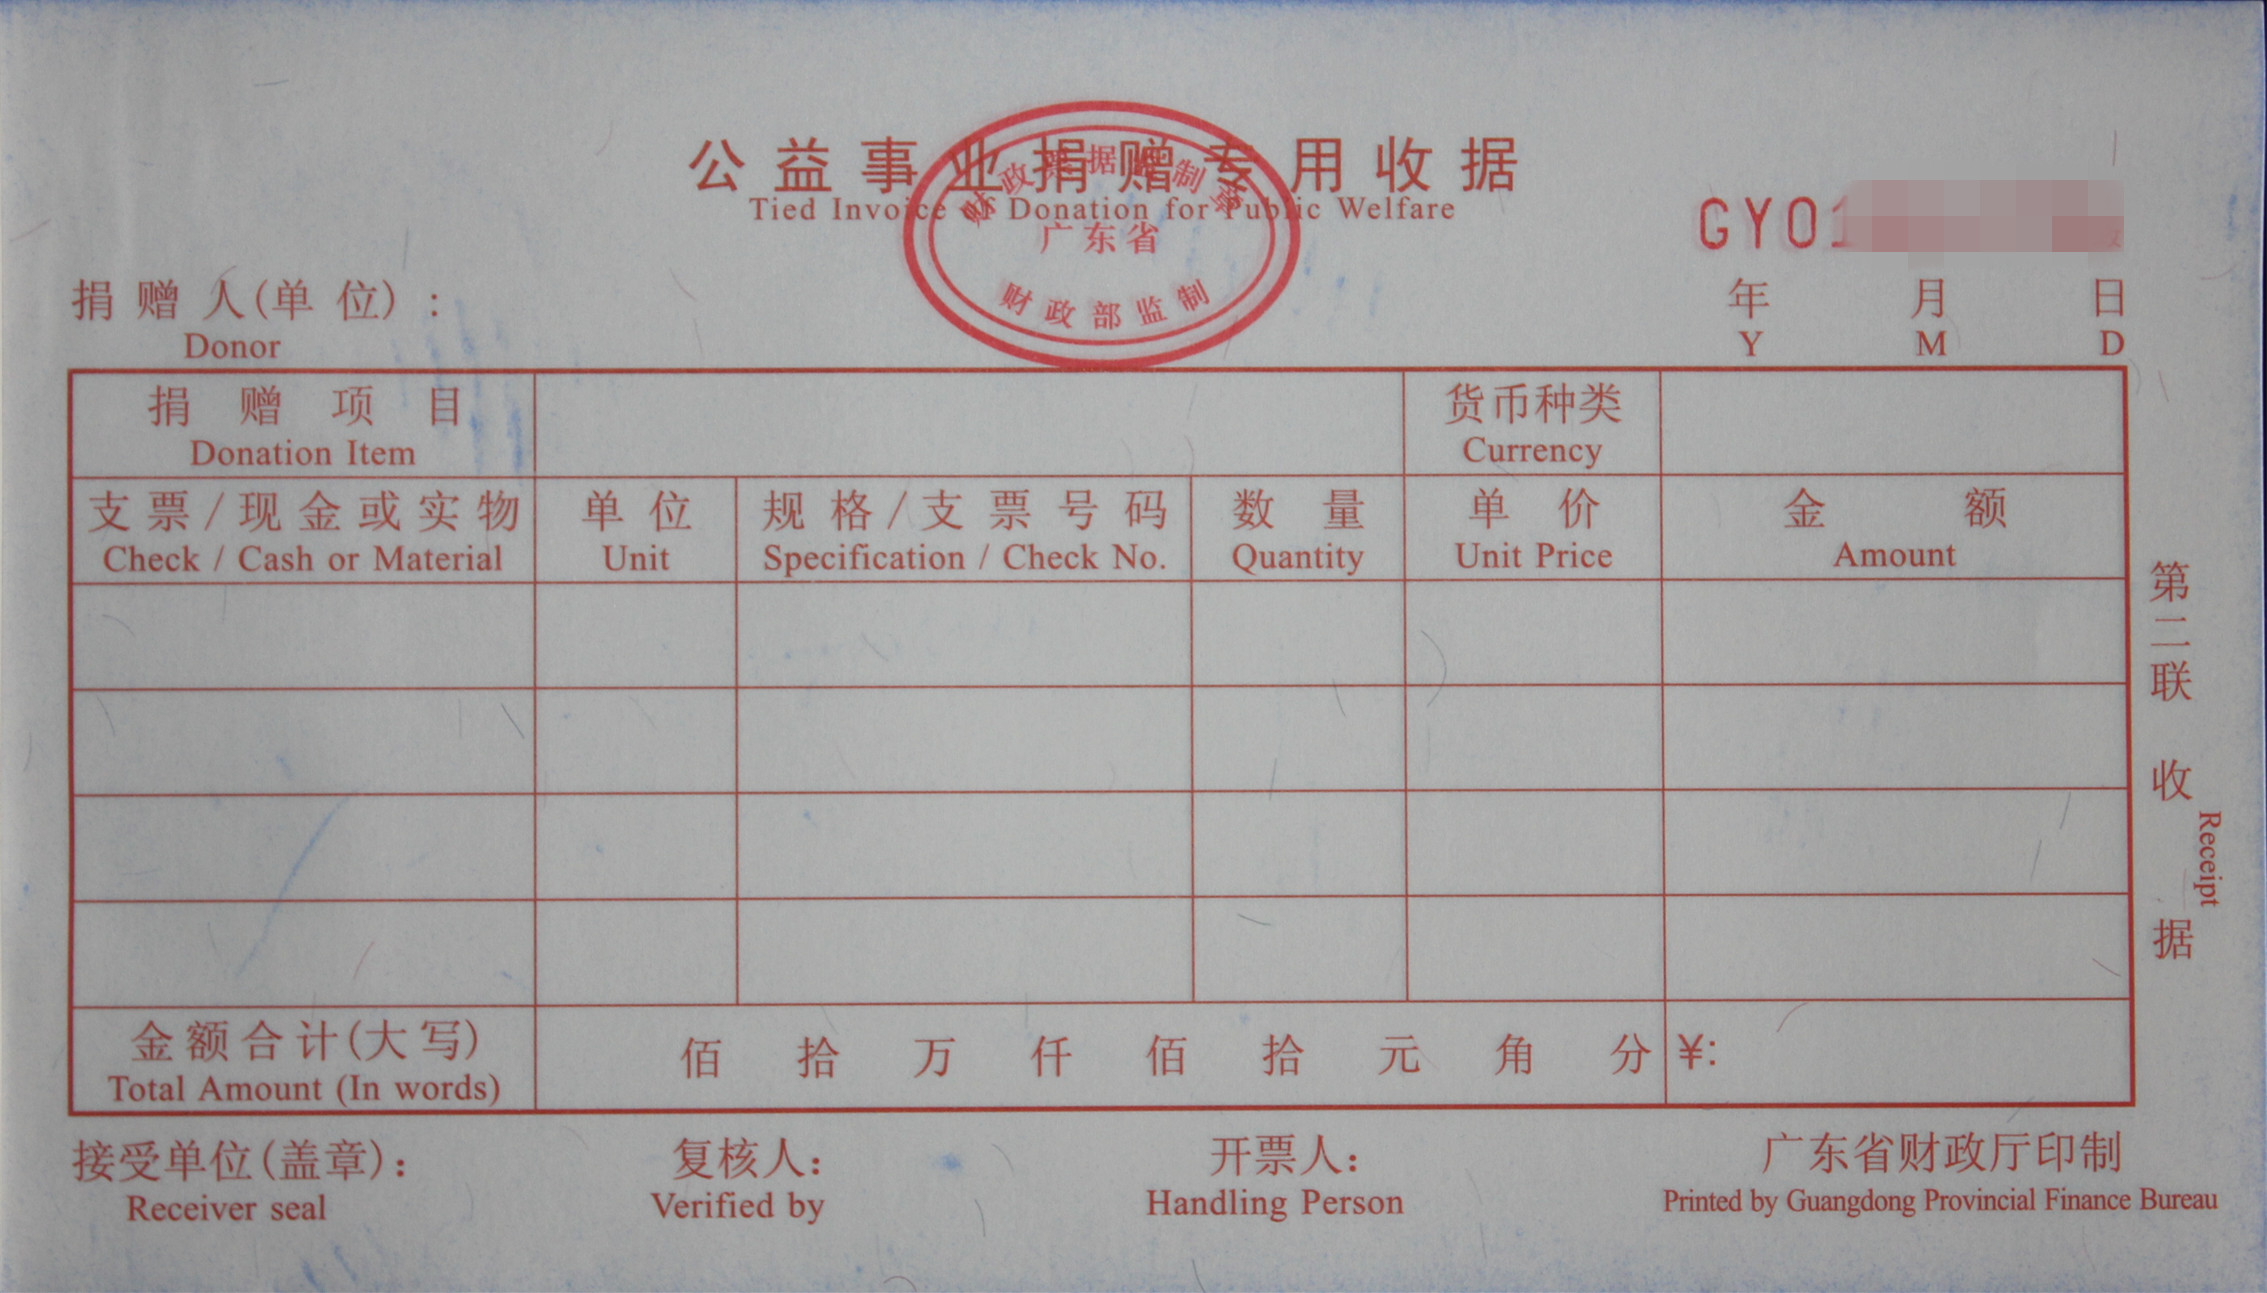 公益事业捐赠专用收据
Tied Invoice of Donation for Public Welfare
财政票据监制章
广东省
财政部监制
GY01
捐赠人(单位):
Donor
年 月 日
Y M D
捐赠项目 货币种类
Donation Item Currency
支票/现金或实物 单位 规格/支票号码 数量 单价 金额
Check / Cash or Material Unit Specification / Check No. Quantity Unit Price Amount
金额合计(大写) 佰 拾 万 仟 佰 拾 元 角 分 ¥:
Total Amount (In words)
第二联 收据
Receipt
接受单位(盖章): 复核人: 开票人: 广东省财政厅印制
Receiver seal Verified by Handling Person Printed by Guangdong Provincial Finance Bureau